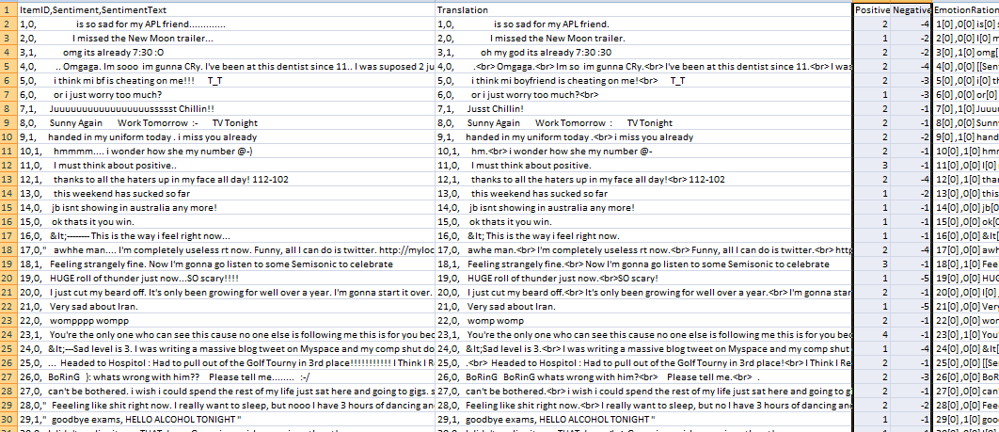 1 ItemID,Sentiment,SentimentText Translation Positive Negative EmotionRation
2 1,0, is so sad for my APL friend............. 1,0, is so sad for my APL friend. 2 -4 1[0] ,0[0] is[0] s
3 2,0, I missed the New Moon trailer... 2,0, I missed the New Moon trailer. 1 -2 2[0] ,0[0] I[0] m
4 3,1, omg its already 7:30 :O 3,1, oh my god its already 7:30 :30 2 -2 3[0] ,1[0] omg[
5 4,0, .. Omgaga. Im sooo im gunna CRy. I've been at this dentist since 11.. I was suposed 2 ju 4,0, .<br> Omgaga.<br> Im so im gunna CRy.<br> I've been at this dentist since 11.<br> I was 2 -4 4[0] ,0[0] [[Sen
6 5,0, i think mi bf is cheating on me!!! T_T 5,0, i think mi boyfriend is cheating on me!<br> T_T 2 -2 5[0] ,0[0] i[0] th
7 6,0, or i just worry too much? 6,0, or i just worry too much?<br> 1 -3 6[0] ,0[0] or[0]
8 7,1, Juuuuuuuuuuuuuuuuussssst Chillin!! 7,1, Jusst Chillin! 2 -1 7[0] ,1[0] Juuu
9 8,0, Sunny Again Work Tomorrow :- TV Tonight 8,0, Sunny Again Work Tomorrow : TV Tonight 2 -2 8[0] ,0[0] Sunn
10 9,1, handed in my uniform today . i miss you already 9,1, handed in my uniform today .<br> i miss you already 2 -2 9[0] ,1[0] hand
11 10,1, hmmmm.... i wonder how she my number @-) 10,1, hm.<br> i wonder how she my number @- 2 -1 10[0] ,1[0] hm
12 11,0, I must think about positive.. 11,0, I must think about positive. 3 -1 11[0] ,0[0] I[0]
13 12,1, thanks to all the haters up in my face all day! 112-102 12,1, thanks to all the haters up in my face all day!<br> 112-102 2 -4 12[0] ,1[0] than
14 13,0, this weekend has sucked so far 13,0, this weekend has sucked so far 1 -2 13[0] ,0[0] this
15 14,0, jb isnt showing in australia any more! 14,0, jb isnt showing in australia any more! 1 -1 14[0] ,0[0] jb[0
16 15,0, ok thats it you win. 15,0, ok thats it you win. 1 -1 15[0] ,0[0] ok[
17 16,0, &lt;-------- This is the way i feel right now... 16,0, &lt; This is the way i feel right now. 1 -1 16[0] ,0[0] &lt[
18 17,0," awhhe man.... I'm completely useless rt now. Funny, all I can do is twitter. http://myloc 17,0, awhe man.<br> I'm completely useless rt now.<br> Funny, all I can do is twitter.<br> http 2 -4 17[0] ,0[0] awh
19 18,1, Feeling strangely fine. Now I'm gonna go listen to some Semisonic to celebrate 18,1, Feeling strangely fine.<br> Now I'm gonna go listen to some Semisonic to celebrate 3 -1 18[0] ,1[0] Fee
20 19,0, HUGE roll of thunder just now...SO scary!!!! 19,0, HUGE roll of thunder just now.<br>SO scary! 1 -5 19[0] ,0[0] HUG
21 20,0, I just cut my beard off. It's only been growing for well over a year. I'm gonna start it over. 20,0, I just cut my beard off.<br> It's only been growing for well over a year.<br> I'm gonna star 2 -1 20[0] ,0[0] I[0]
22 21,0, Very sad about Iran. 21,0, Very sad about Iran. 1 -5 21[0] ,0[0] Very
23 22,0, wompppp wompp 22,0, womp womp 2 -1 22[0] ,0[0] wom
24 23,1, You're the only one who can see this cause no one else is following me this is for you bec 23,1, You're the only one who can see this cause no one else is following me this is for you bec 4 -1 23[0] ,1[0] You
25 24,0, &lt;---Sad level is 3. I was writing a massive blog tweet on Myspace and my comp shut do 24,0, &lt;Sad level is 3.<br> I was writing a massive blog tweet on Myspace and my comp shut 1 -4 24[0] ,0[0] &lt[
26 25,0, ... Headed to Hospitol : Had to pull out of the Golf Tourny in 3rd place!!!!!!!!!!! I Think I R 25,0, .<br> Headed to Hospitol : Had to pull out of the Golf Tourny in 3rd place!<br> I Think I Re 2 -1 25[0] ,0[0] [[Se
27 26,0, BoRinG ): whats wrong with him?? Please tell me........ :-/ 26,0, BoRinG BoRinG whats wrong with him?<br> Please tell me.<br> . 2 -3 26[0] ,0[0] BoR
28 27,0, can't be bothered. i wish i could spend the rest of my life just sat here and going to gigs. s 27,0, can't be bothered.<br> i wish i could spend the rest of my life just sat here and going to g 2 -1 27[0] ,0[0] can
29 28,0," Feeeling like shit right now. I really want to sleep, but nooo I have 3 hours of dancing an 28,0, Feeling like shit right now.<br> I really want to sleep, but no I have 3 hours of dancing and 2 -2 28[0] ,0[0] Fee
30 29,1," goodbye exams, HELLO ALCOHOL TONIGHT " 29,1, goodbye exams, HELLO ALCOHOL TONIGHT " 1 -1 29[0] ,1[0] goo